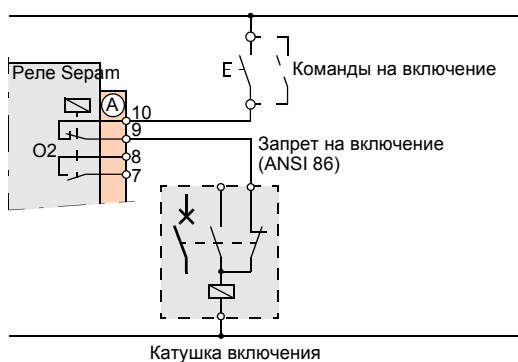 Реле Sepam
E
Команды на включение
A
10
9
O2
8
7
Запрет на включение
(ANSI 86)
Катушка включения